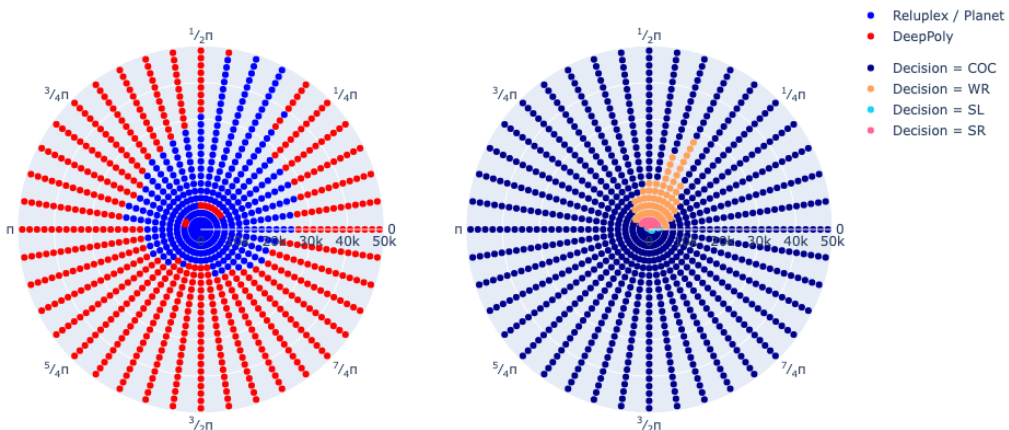 Reluplex / Planet
DeepPoly
Decision = COC
Decision = WR
Decision = SL
Decision = SR
¹/₂π
³/₄π
¹/₄π
π
0
0
20k
30k
40k
50k
⁵/₄π
⁷/₄π
³/₂π
¹/₂π
³/₄π
¹/₄π
π
0
20k
30k
40k
50k
0
⁵/₄π
⁷/₄π
³/₂π